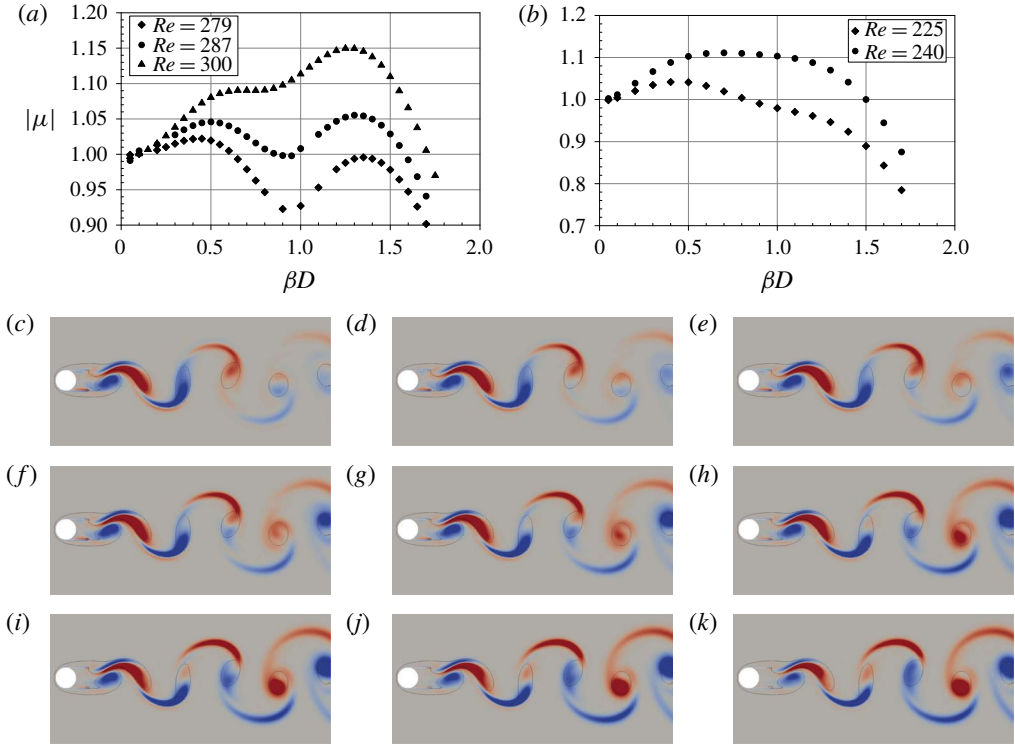 (a)
1.20
1.15
1.10
|μ|
1.05
1.00
0.95
0.90
Re = 279
Re = 287
Re = 300
0 0.5 1.0 1.5 2.0
βD
(b)
1.2
1.1
1.0
0.9
0.8
0.7
Re = 225
Re = 240
0 0.5 1.0 1.5 2.0
βD
(c) (d) (e)
(f) (g) (h)
(i) (j) (k)